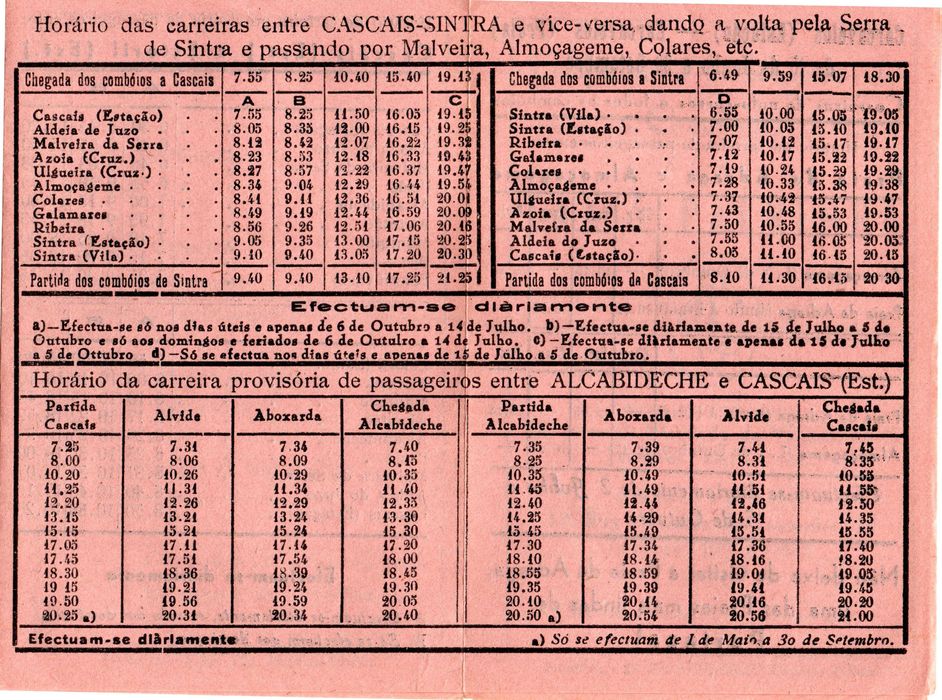 Horário das carreiras entre CASCAIS-SINTRA e vice-versa dando a volta pela Serra
de Sintra e passando por Malveira, Almoçageme, Colares, etc.
Chegada dos combóios a Cascais 7.55 8.25 10.40 15.40 19.13
A B C
Cascais (Estação) 7.55 8.25 11.50 16.05 19.15
Aldeia de Juzo 8.05 8.35 12.00 16.15 19.25
Malveira da Serra 8.12 8.42 12.07 16.22 19.32
Azoia (Cruz.) 8.23 8.53 12.18 16.33 19.43
Ulgueira (Cruz.) 8.27 8.57 12.22 16.37 19.47
Almoçageme 8.34 9.04 12.29 16.44 19.54
Colares 8.41 9.11 12.36 16.51 20.01
Galamares 8.49 9.19 12.44 16.59 20.09
Ribeira 8.56 9.26 12.51 17.06 20.16
Sintra (Estação) 9.05 9.35 13.00 17.15 20.25
Sintra (Vila) 9.10 9.40 13.05 17.20 20.30
Partida dos combóios de Sintra 9.40 9.40 13.10 17.25 21.25
Chegada dos combóios a Sintra 6.49 9.59 15.07 18.30
D
Sintra (Vila) 6.55 10.00 15.05 19.05
Sintra (Estação) 7.00 10.05 15.10 19.10
Ribeira 7.07 10.12 15.17 19.17
Galamares 7.12 10.17 15.22 19.22
Colares 7.19 10.24 15.29 19.29
Almoçageme 7.28 10.33 15.38 19.38
Ulgueira (Cruz.) 7.37 10.42 15.47 19.47
Azoia (Cruz.) 7.43 10.48 15.53 19.53
Malveira da Serra 7.50 10.55 16.00 20.00
Aldeia do Juzo 7.55 11.00 16.05 20.05
Cascais (Estação) 8.05 11.10 16.15 20.15
Partida dos combóios de Cascais 8.10 11.30 16.45 20 30
Efectuam-se diàriamente
a)—Efectua-se só nos dias úteis e apenas de 6 de Outubro a 14 de Julho. b)—Efectua-se diàriamente de 15 de Julho a 5 de
Outubro e só aos domingos e feriados de 6 de Outulro a 14 de Julho. c)—Efectua-se diàriamente e apenas da 15 de Julho
a 5 de Ottubro d)—Só se efectua nos dias úteis e apenas de 15 de Jólho a 5 de Outubro.
Horário da carreira provisória de passageiros entre ALCABIDECHE e CASCAIS (Est.)
Partida Cascais Alvide Aboxarda Chegada Alcabideche Partida Alcabideche Aboxarda Alvide Chegada Cascais
7.25 7.31 7.34 7.40 7.35 7.39 7.41 7.45
8.00 8.06 8.09 8.15 8.25 8.29 8.31 8.35
10.20 10.26 10.29 10.35 10.35 10.49 10.51 10.55
11.25 11.31 11.34 11.40 11.45 11.49 11.51 11.55
12.20 12.26 12.29 12.35 12.40 12.44 12.46 12.50
13.15 13.21 13.24 13.30 14.25 14.29 14.31 14.35
15.15 15.21 15.24 15.30 15.45 15.49 15.51 15.55
17.05 17.11 17.14 17.20 17.30 17.34 17.36 17.40
17.45 17.51 17.54 18.00 18.10 18.14 18.16 18.20
18.30 18.36 18.39 18.45 18.55 18.59 19.01 19.05
19 15 19.21 19.24 19.30 19.35 19.39 19.41 19.45
19.50 19.56 19.59 20.05 20.10 20.14 20.16 20.20
20.25 a) 20.31 20.34 20.40 20.50 a) 20.54 20.56 21.00
Efectuam-se diàriamente
a) Só se efectuam de 1 de Maio a 30 de Setembro.